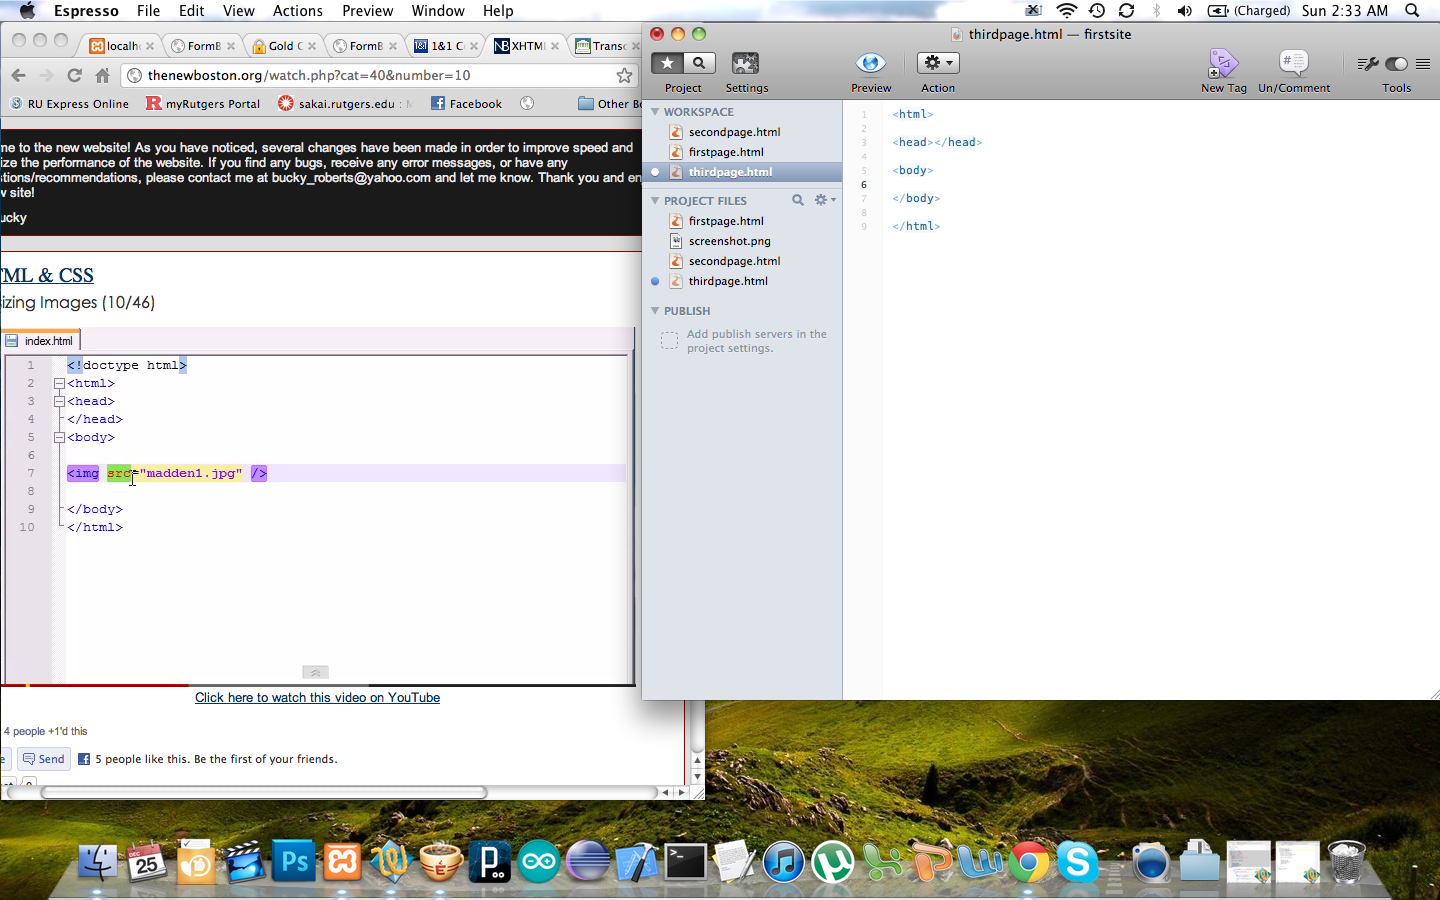 Espresso File Edit View Actions Preview Window Help
(Charged) Sun 2:33 AM
localh
FormB
Gold C
FormB
1&1 C
XHTML
Transc
thenewboston.org/watch.php?cat=40&number=10
RU Express Online
myRutgers Portal
sakai.rutgers.edu :
Facebook
Other Bo
me to the new website! As you have noticed, several changes have been made in order to improve speed and
ize the performance of the website. If you find any bugs, receive any error messages, or have any
stions/recommendations, please contact me at bucky_roberts@yahoo.com and let me know. Thank you and enj
w site!
ucky
TML & CSS
sizing Images (10/46)
index.html
1 <!doctype html>
2 <html>
3 <head>
4 </head>
5 <body>
6
7 <img src="madden1.jpg" />
8
9 </body>
10 </html>
Click here to watch this video on YouTube
4 people +1'd this
Send
5 people like this. Be the first of your friends.
thirdpage.html — firstsite
Project
Settings
Preview
Action
New Tag
Un/Comment
Tools
WORKSPACE
secondpage.html
firstpage.html
thirdpage.html
PROJECT FILES
firstpage.html
screenshot.png
secondpage.html
thirdpage.html
PUBLISH
Add publish servers in the
project settings.
1 <html>
2
3 <head></head>
4
5 <body>
6
7 </body>
8
9 </html>
DEC
25
Ps